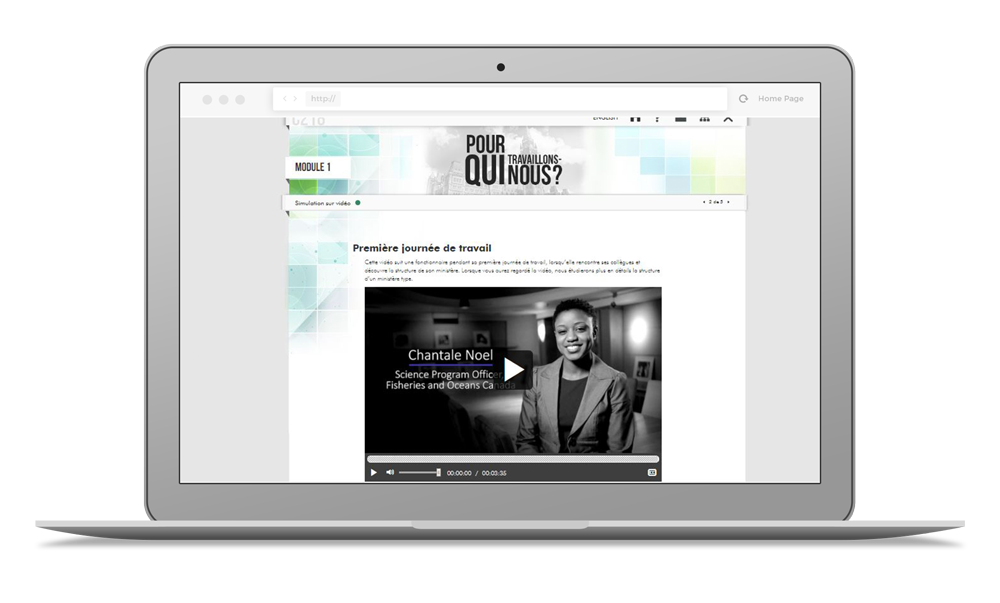 http://
Home Page
ENGLISH
MODULE 1
POUR
QUI TRAVAILLONS-
NOUS?
Simulation sur vidéo
2 de 5
Première journée de travail
Cette vidéo suit une fonctionnaire pendant sa première journée de travail, lorsqu'elle rencontre ses collègues et
découvre la structure de son ministère. Lorsque vous aurez regardé la vidéo, nous étudierons plus en détails la structure
d'un ministère type.
Chantale Noel
Science Program Officer,
Fisheries and Oceans Canada
00:00:00 / 00:03:35